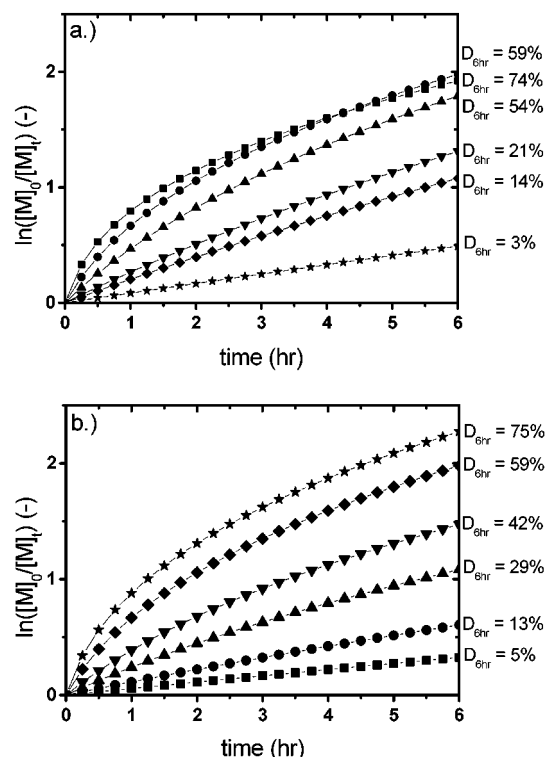 a.)
ln([M]₀/[M]ₜ) (-)
2
1
0
0 1 2 3 4 5 6
time (hr)
D6hr = 59%
D6hr = 74%
D6hr = 54%
D6hr = 21%
D6hr = 14%
D6hr = 3%
b.)
ln([M]₀/[M]ₜ) (-)
2
1
0
0 1 2 3 4 5 6
time (hr)
D6hr = 75%
D6hr = 59%
D6hr = 42%
D6hr = 29%
D6hr = 13%
D6hr = 5%